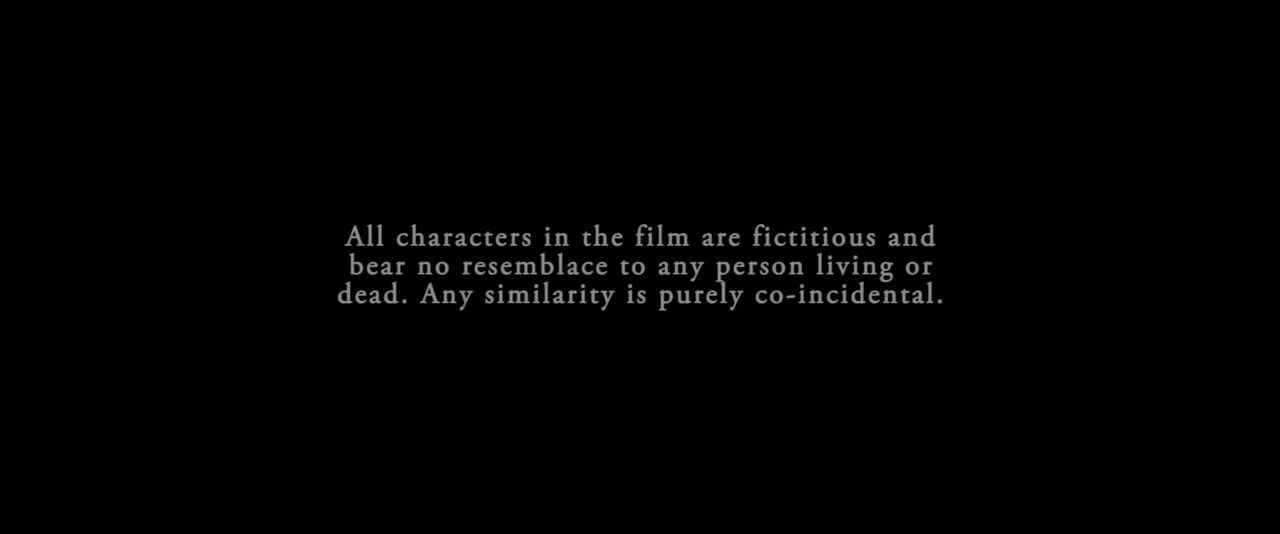 All characters in the film are fictitious and
bear no resemblace to any person living or
dead. Any similarity is purely co-incidental.